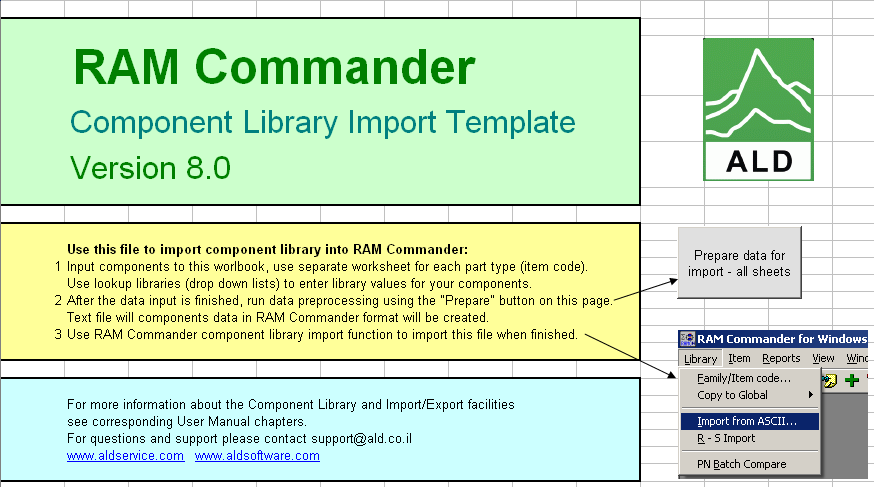 RAM Commander
Component Library Import Template
Version 8.0
ALD
Use this file to import component library into RAM Commander:
1 Input components to this worlbook, use separate worksheet for each part type (item code).
Use lookup libraries (drop down lists) to enter library values for your components.
2 After the data input is finished, run data preprocessing using the "Prepare" button on this page.
Text file will components data in RAM Commander format will be created.
3 Use RAM Commander component library import function to import this file when finished.
Prepare data for
import - all sheets
RAM Commander for Windows
Library Item Reports View Winc
Family/Item code...
Copy to Global
Import from ASCII...
R - S Import
PN Batch Compare
For more information about the Component Library and Import/Export facilities
see corresponding User Manual chapters.
For questions and support please contact support@ald.co.il
www.aldservice.com www.aldsoftware.com